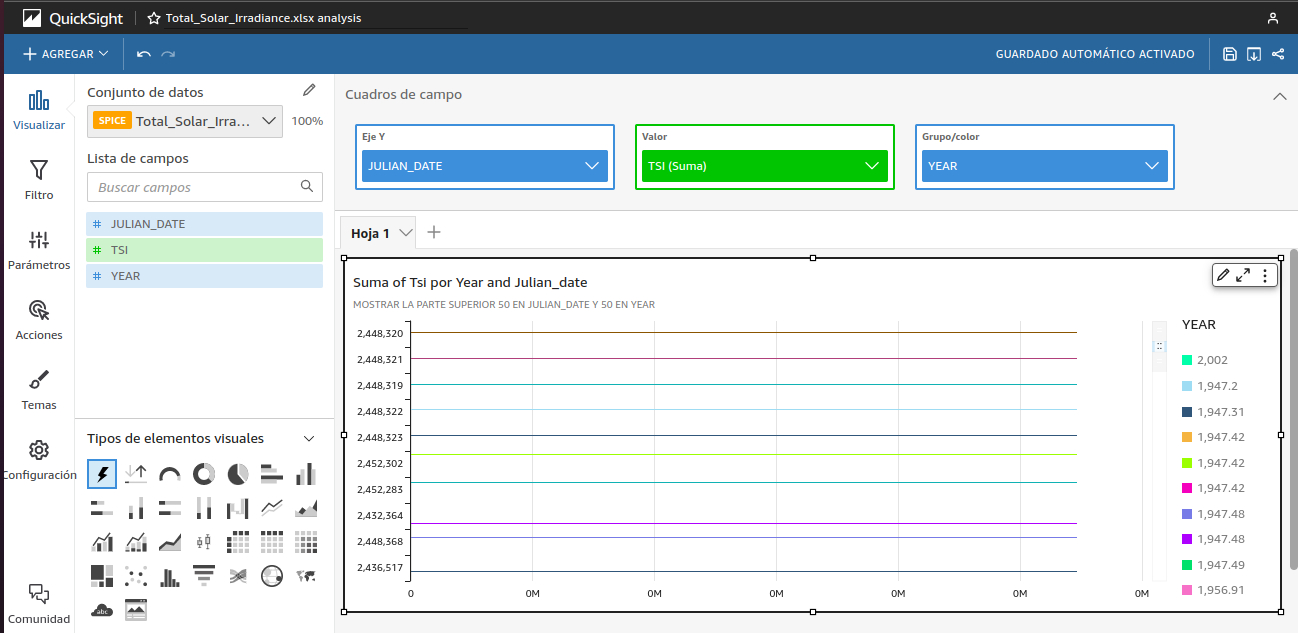 QuickSight
Total_Solar_Irradiance.xlsx analysis
AGREGAR
GUARDADO AUTOMÁTICO ACTIVADO
Visualizar
Filtro
Parámetros
Acciones
Temas
Configuración
Comunidad
Conjunto de datos
SPICE Total_Solar_Irra... 100%
Lista de campos
Buscar campos
# JULIAN_DATE
# TSI
# YEAR
Tipos de elementos visuales
abc
Cuadros de campo
Eje Y
JULIAN_DATE
Valor
TSI (Suma)
Grupo/color
YEAR
Hoja 1
Suma of Tsi por Year and Julian_date
MOSTRAR LA PARTE SUPERIOR 50 EN JULIAN_DATE Y 50 EN YEAR
2,448,320
2,448,321
2,448,319
2,448,322
2,448,323
2,452,302
2,452,283
2,432,364
2,448,368
2,436,517
0 0M 0M 0M 0M 0M 0M
YEAR
2,002
1,947.2
1,947.31
1,947.42
1,947.42
1,947.42
1,947.48
1,947.48
1,947.49
1,956.91